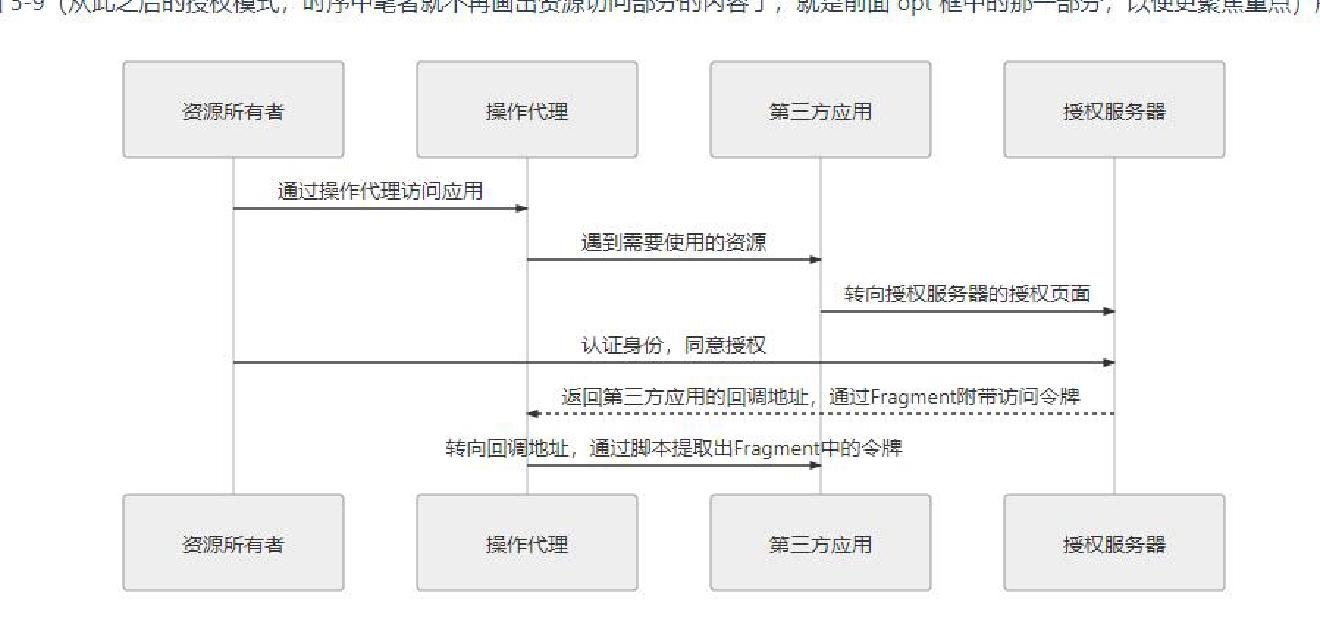 5-9（从此之后的授权模式，时序中笔者就不再画出资源访问部分的内容了，就是前面 opt 框中的那一部分，以便更聚焦重点）
资源所有者 操作代理 第三方应用 授权服务器
通过操作代理访问应用
遇到需要使用的资源
转向授权服务器的授权页面
认证身份，同意授权
返回第三方应用的回调地址，通过Fragment附带访问令牌
转向回调地址，通过脚本提取出Fragment中的令牌
资源所有者 操作代理 第三方应用 授权服务器